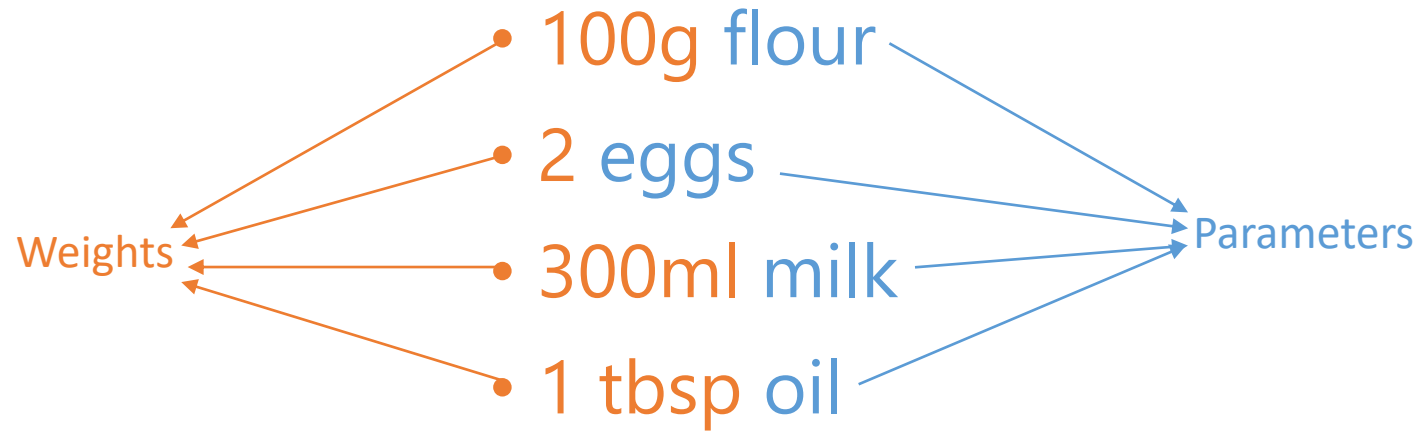 100g flour
2 eggs
Weights
Parameters
300ml milk
1 tbsp oil